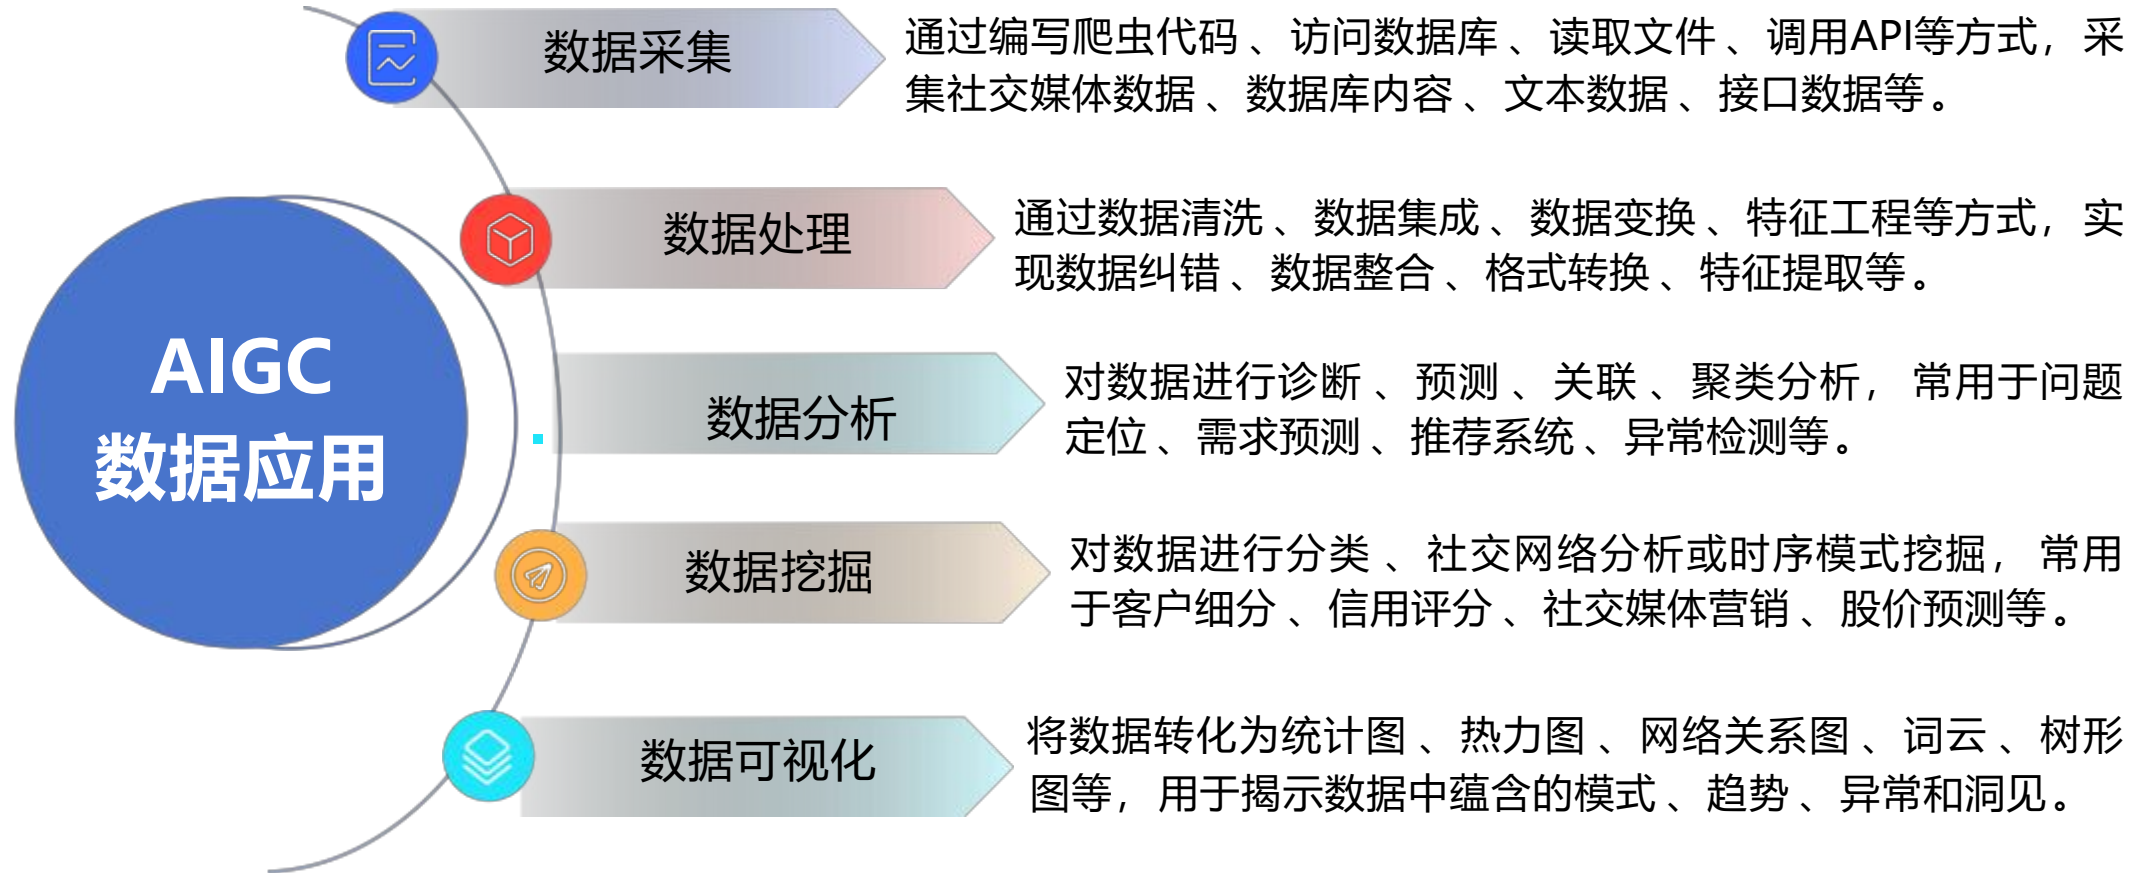 数据采集
通过编写爬虫代码、访问数据库、读取文件、调用API等方式，采
集社交媒体数据、数据库内容、文本数据、接口数据等。
数据处理
通过数据清洗、数据集成、数据变换、特征工程等方式，实
现数据纠错、数据整合、格式转换、特征提取等。
AIGC
数据应用
数据分析
对数据进行诊断、预测、关联、聚类分析，常用于问题
定位、需求预测、推荐系统、异常检测等。
数据挖掘
对数据进行分类、社交网络分析或时序模式挖掘，常用
于客户细分、信用评分、社交媒体营销、股价预测等。
数据可视化
将数据转化为统计图、热力图、网络关系图、词云、树形
图等，用于揭示数据中蕴含的模式、趋势、异常和洞见。